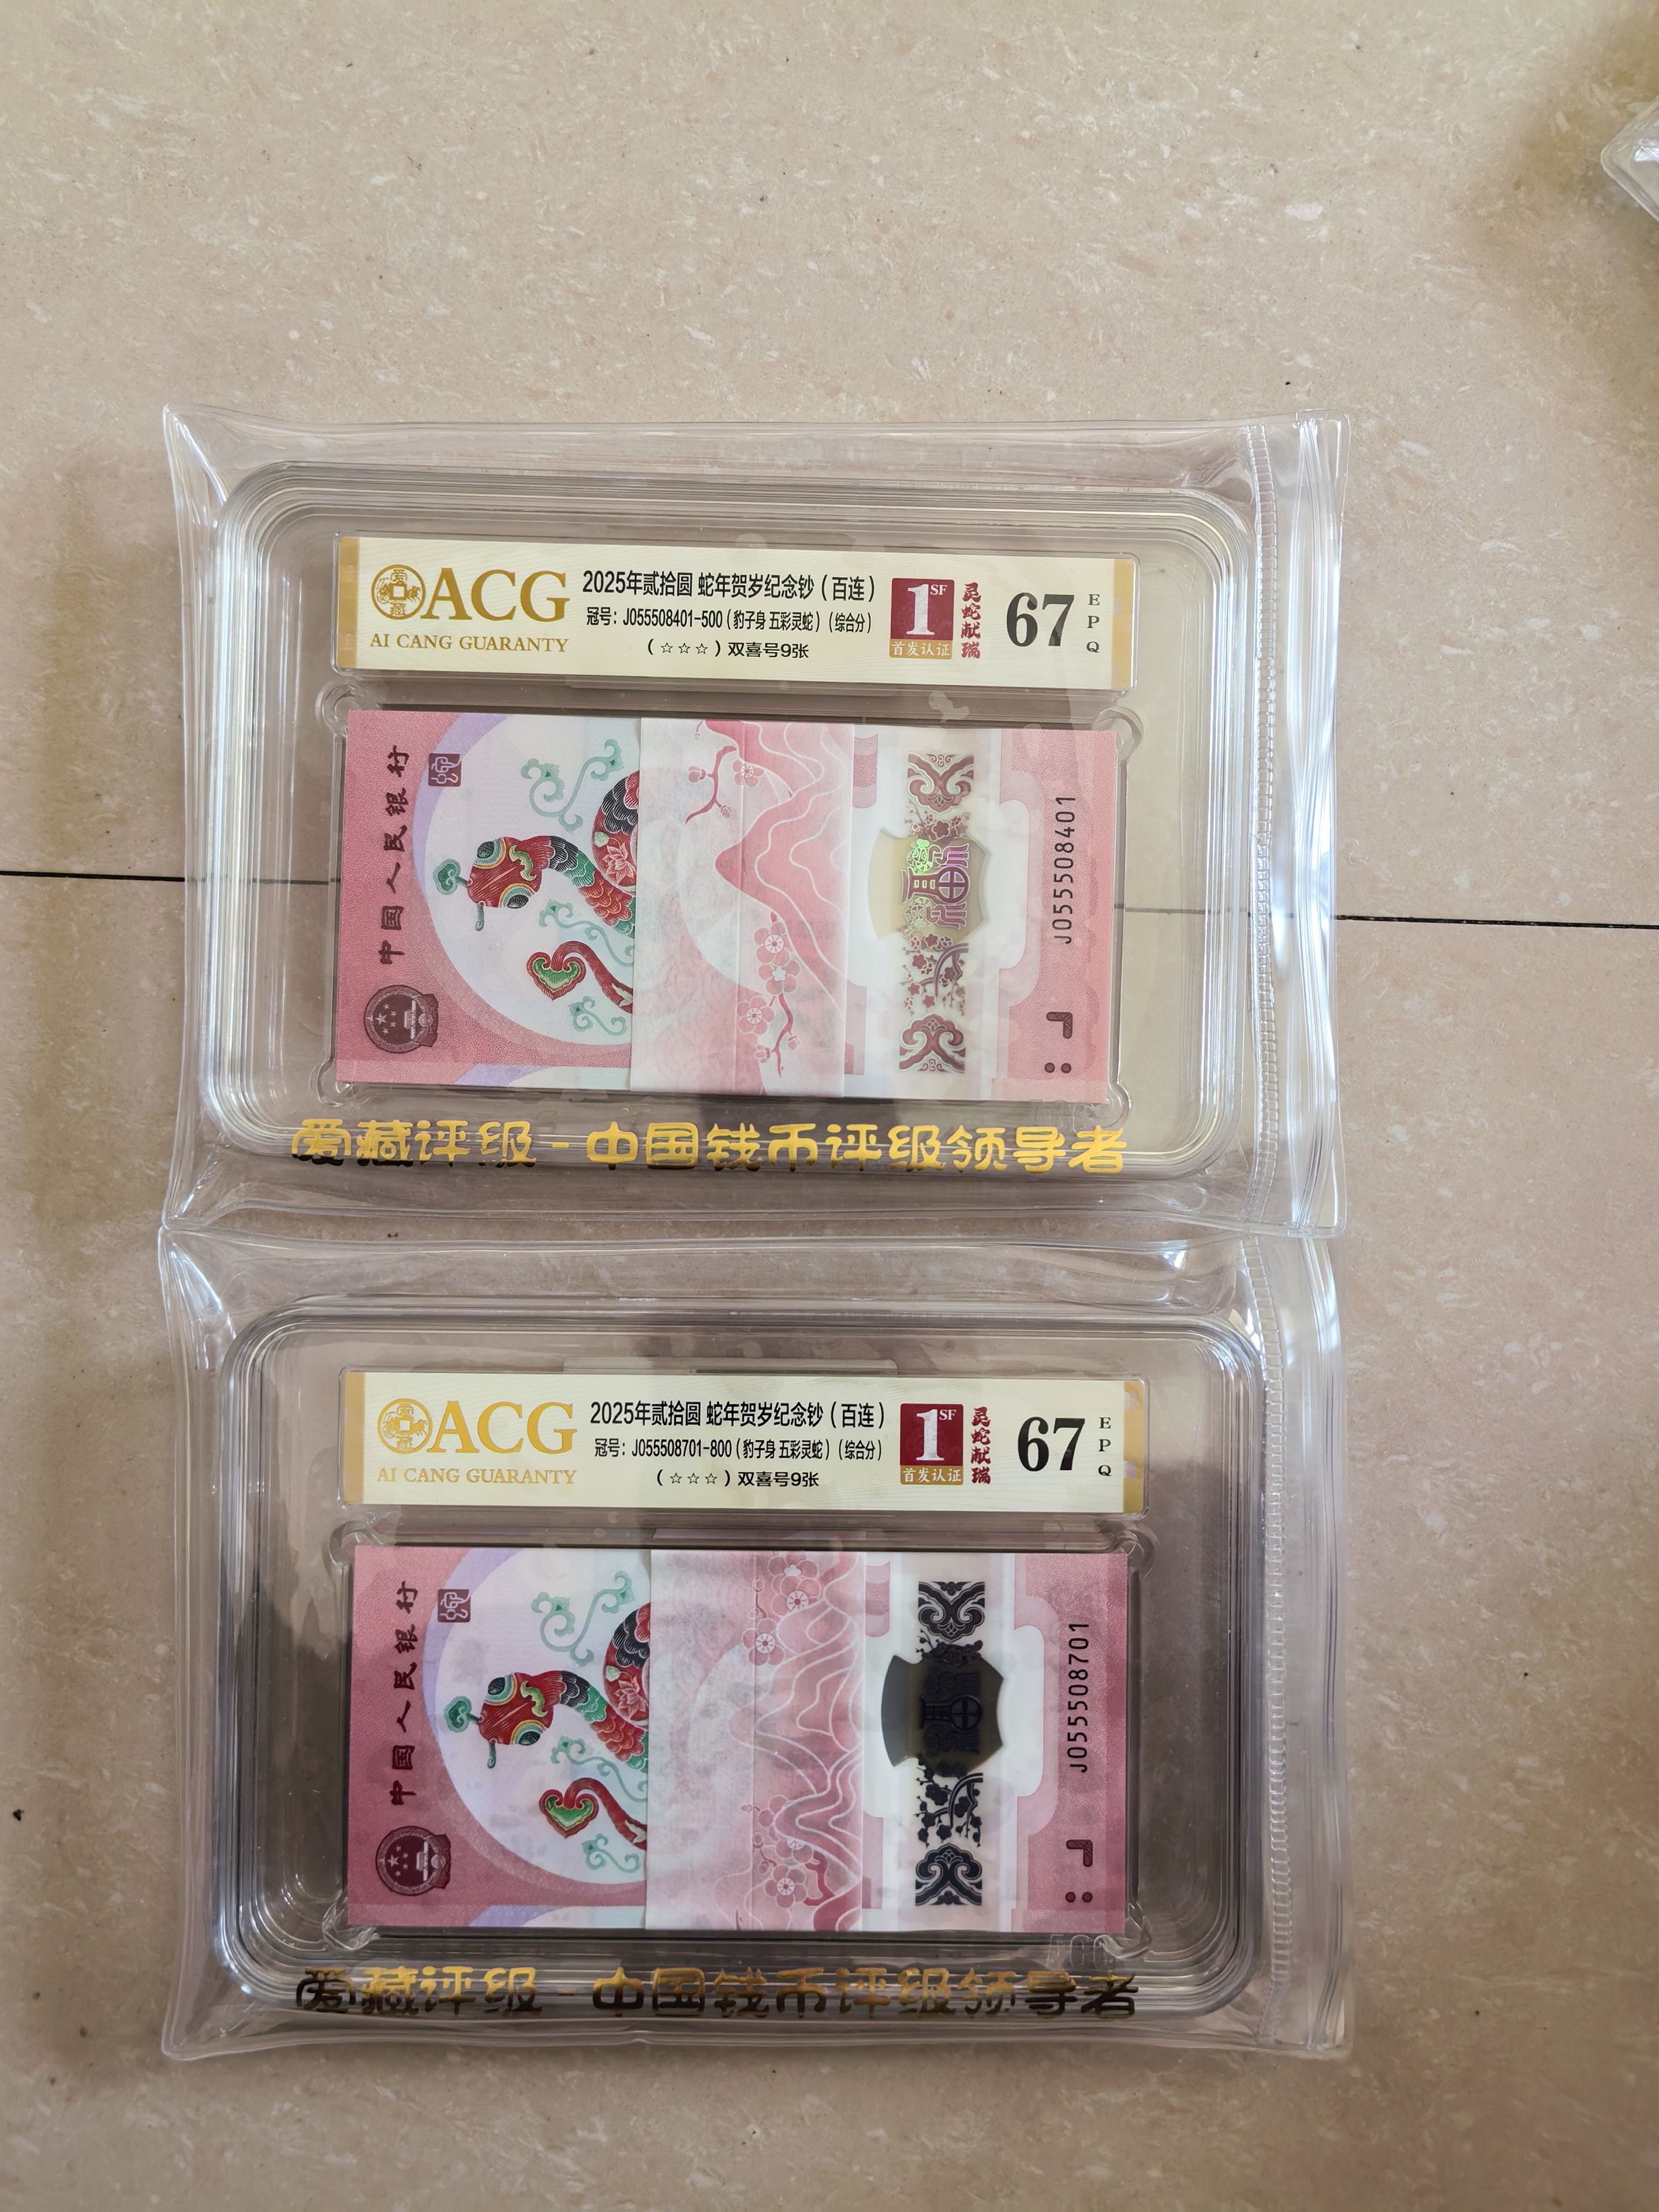 ACG
AI CANG GUARANTY
2025年贰拾圆 蛇年贺岁纪念钞（百连）
冠号：J055508401-500（豹子身 五彩灵蛇）（综合分）
（☆☆☆）双喜号9张
1SF
首发认证
灵蛇献瑞
67
EPQ
中国人民银行
J055508401
爱藏评级-中国钱币评级领导者
ACG
AI CANG GUARANTY
2025年贰拾圆 蛇年贺岁纪念钞（百连）
冠号：J055508701-800（豹子身 五彩灵蛇）（综合分）
（☆☆☆）双喜号9张
1SF
首发认证
灵蛇献瑞
67
EPQ
中国人民银行
J055508701
爱藏评级-中国钱币评级领导者